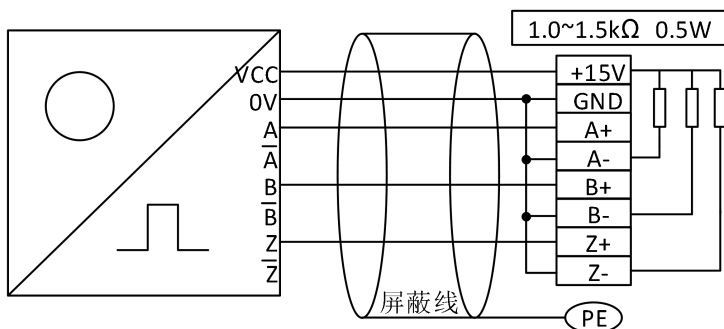 1.0~1.5kΩ 0.5W
VCC
0V
A
A̅
B
B̅
Z
Z̅
+15V
GND
A+
A-
B+
B-
Z+
Z-
屏蔽线
PE